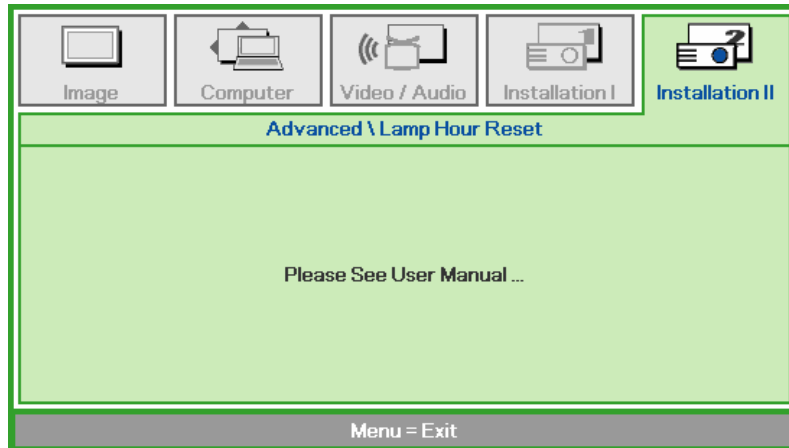 Image
Computer
Video / Audio
Installation I
Installation II
Advanced \ Lamp Hour Reset
Please See User Manual ...
Menu = Exit